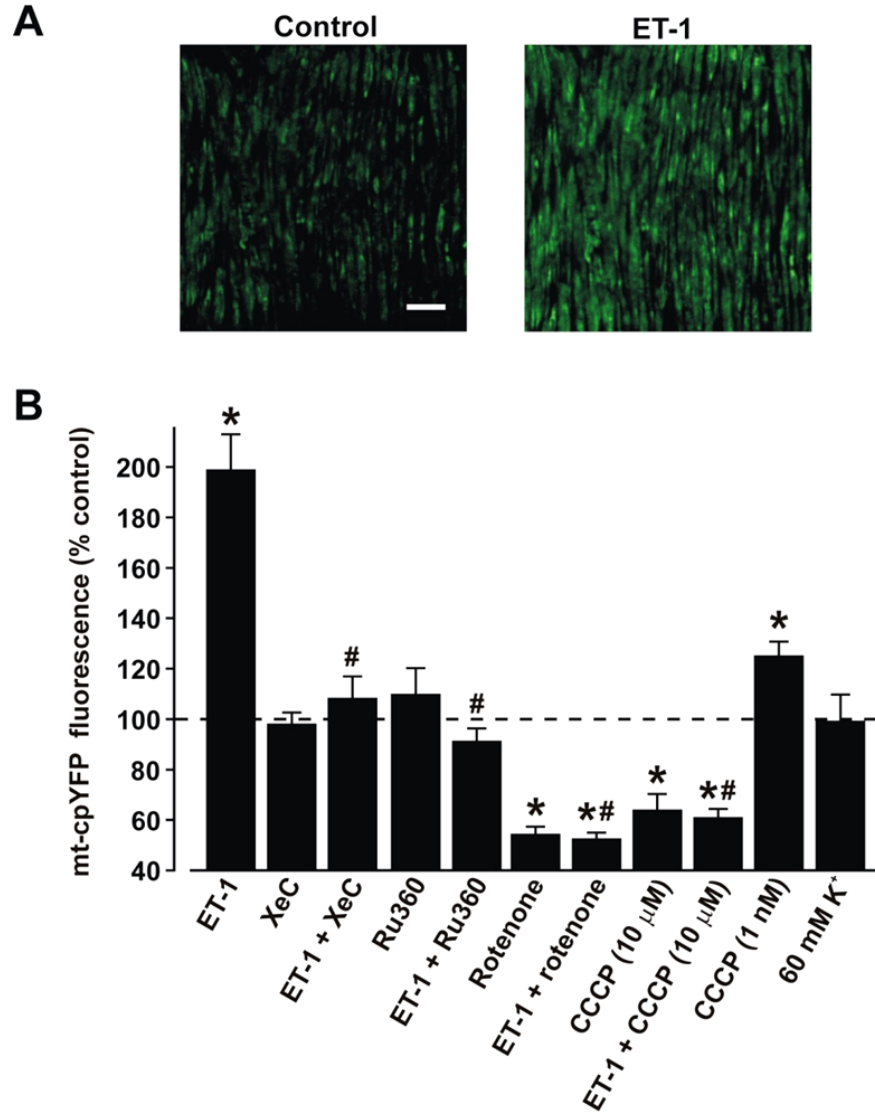 A
Control
ET-1
B
mt-cpYFP fluorescence (% control)
200
180
160
140
120
100
80
60
40
*
#
#
*
*#
*
*#
*
ET-1
XeC
ET-1 + XeC
Ru360
ET-1 + Ru360
Rotenone
ET-1 + rotenone
CCCP (10 μM)
ET-1 + CCCP (10 μM)
CCCP (1 nM)
60 mM K⁺